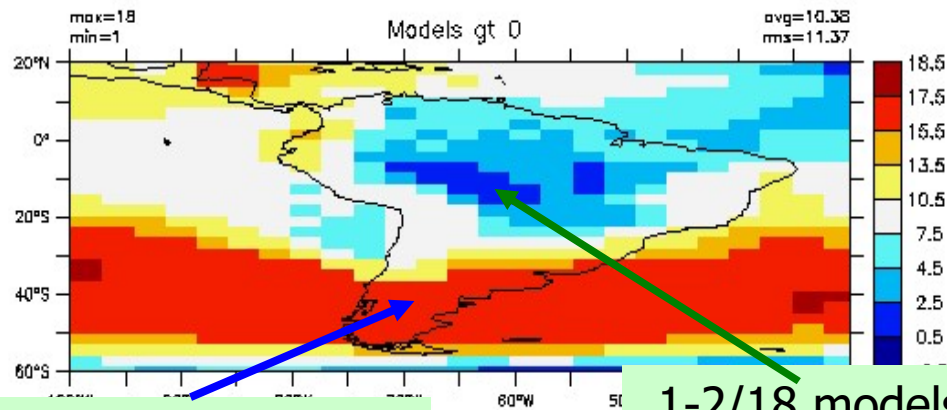 max=18
min=1
Models gt 0
avg=10.38
rms=11.37
20°N
0°
20°S
40°S
60°S
60°W
18.5
17.5
15.5
13.5
10.5
7.5
4.5
2.5
0.5
1-2/18 models